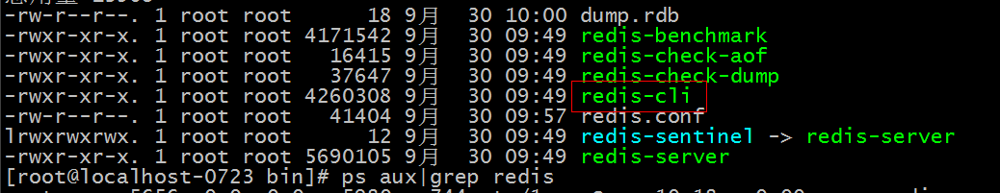 -rw-r--r--. 1 root root 18 9月 30 10:00 dump.rdb
-rwxr-xr-x. 1 root root 4171542 9月 30 09:49 redis-benchmark
-rwxr-xr-x. 1 root root 16415 9月 30 09:49 redis-check-aof
-rwxr-xr-x. 1 root root 37647 9月 30 09:49 redis-check-dump
-rwxr-xr-x. 1 root root 4260308 9月 30 09:49 redis-cli
-rw-r--r--. 1 root root 41404 9月 30 09:57 redis.conf
lrwxrwxrwx. 1 root root 12 9月 30 09:49 redis-sentinel -> redis-server
-rwxr-xr-x. 1 root root 5690105 9月 30 09:49 redis-server
[root@localhost-0723 bin]# ps aux|grep redis